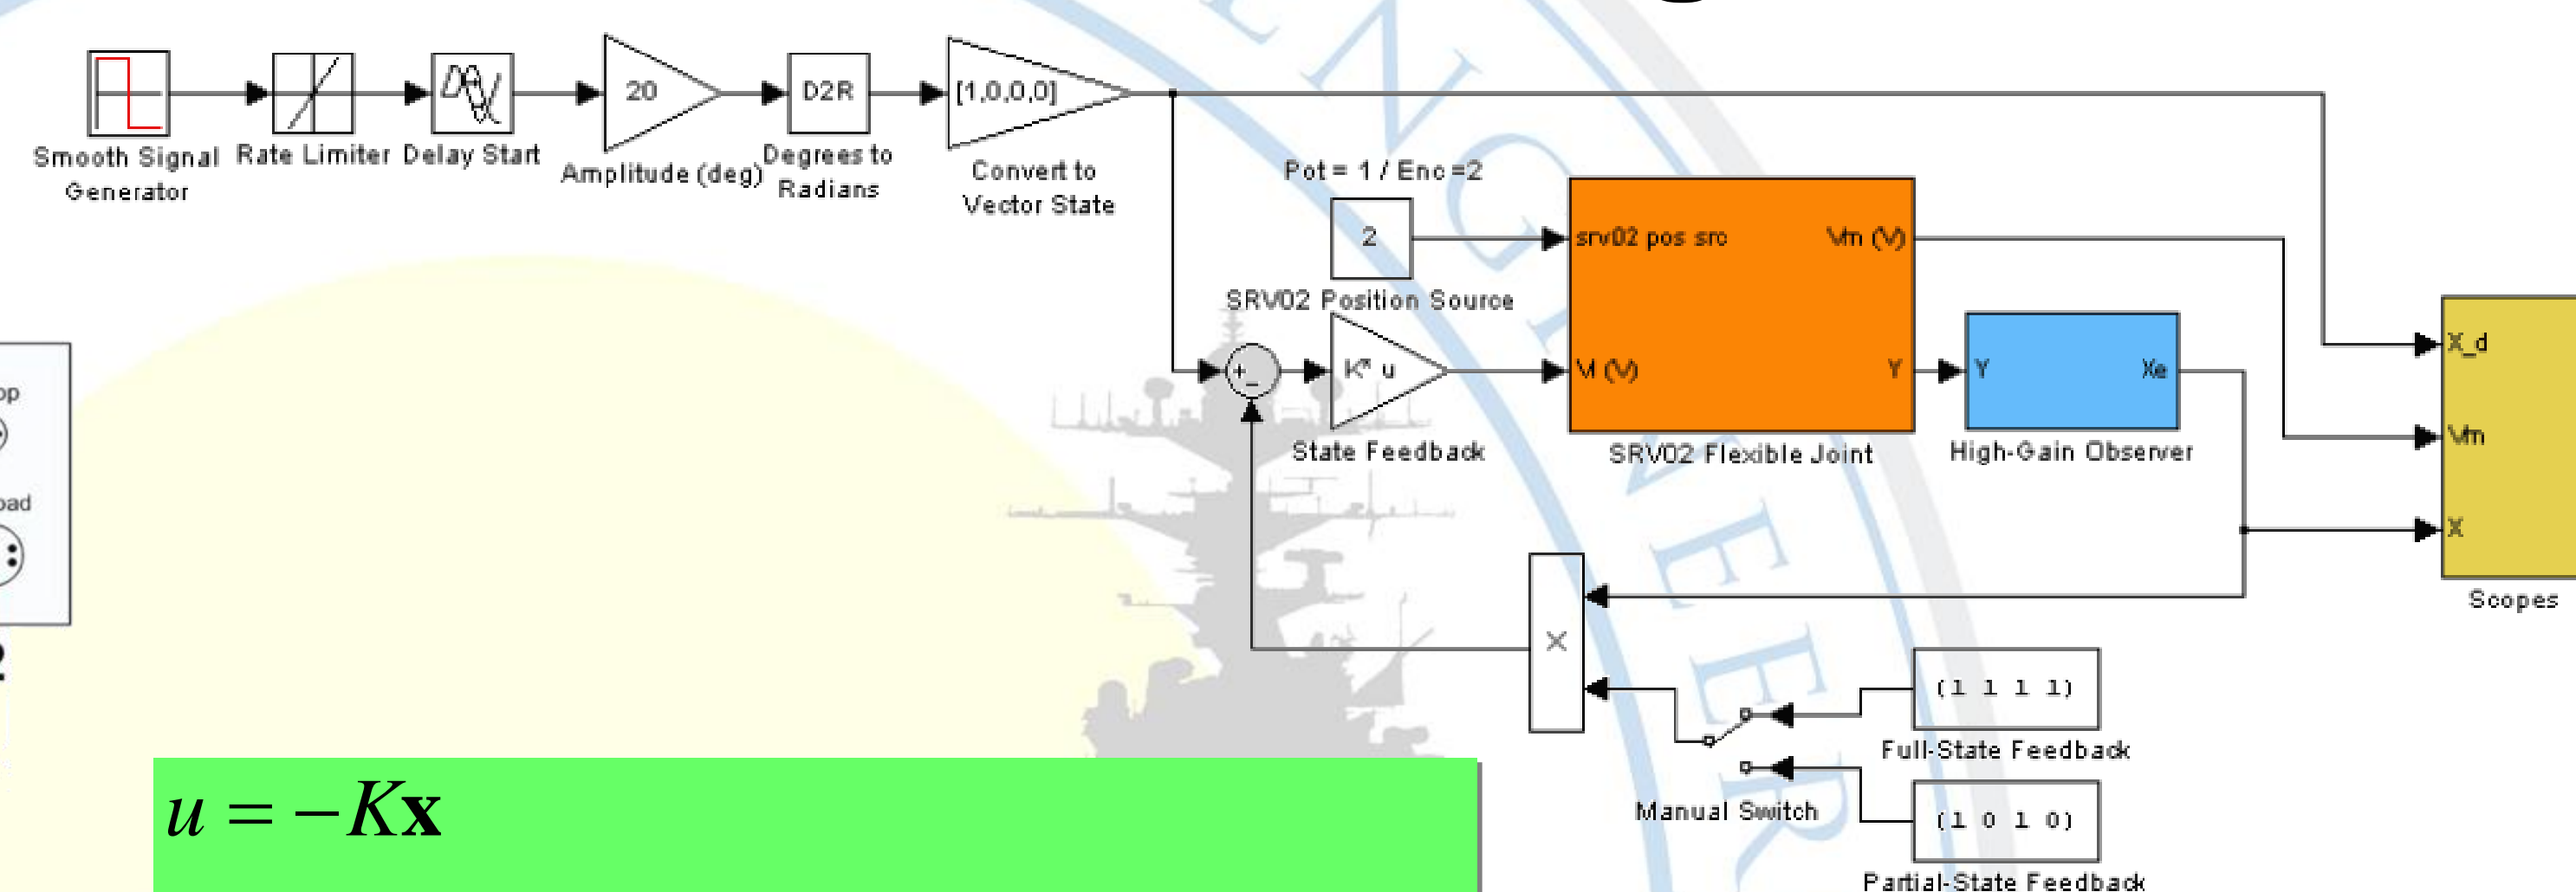 20
D2R
[1,0,0,0]
Smooth Signal
Generator
Rate Limiter
Delay Start
Amplitude (deg)
Degrees to
Radians
Convert to
Vector State
Pot = 1 / Enc =2
2
SRV02 Position Source
srv02 pos src
Vm (V)
Vi (V)
Y
SRV02 Flexible Joint
+
-
K* u
State Feedback
Y
Xe
High-Gain Observer
X_d
Vm
X
Scopes
×
(1 1 1 1)
Full-State Feedback
Manual Switch
(1 0 1 0)
Partial-State Feedback
u = −Kx